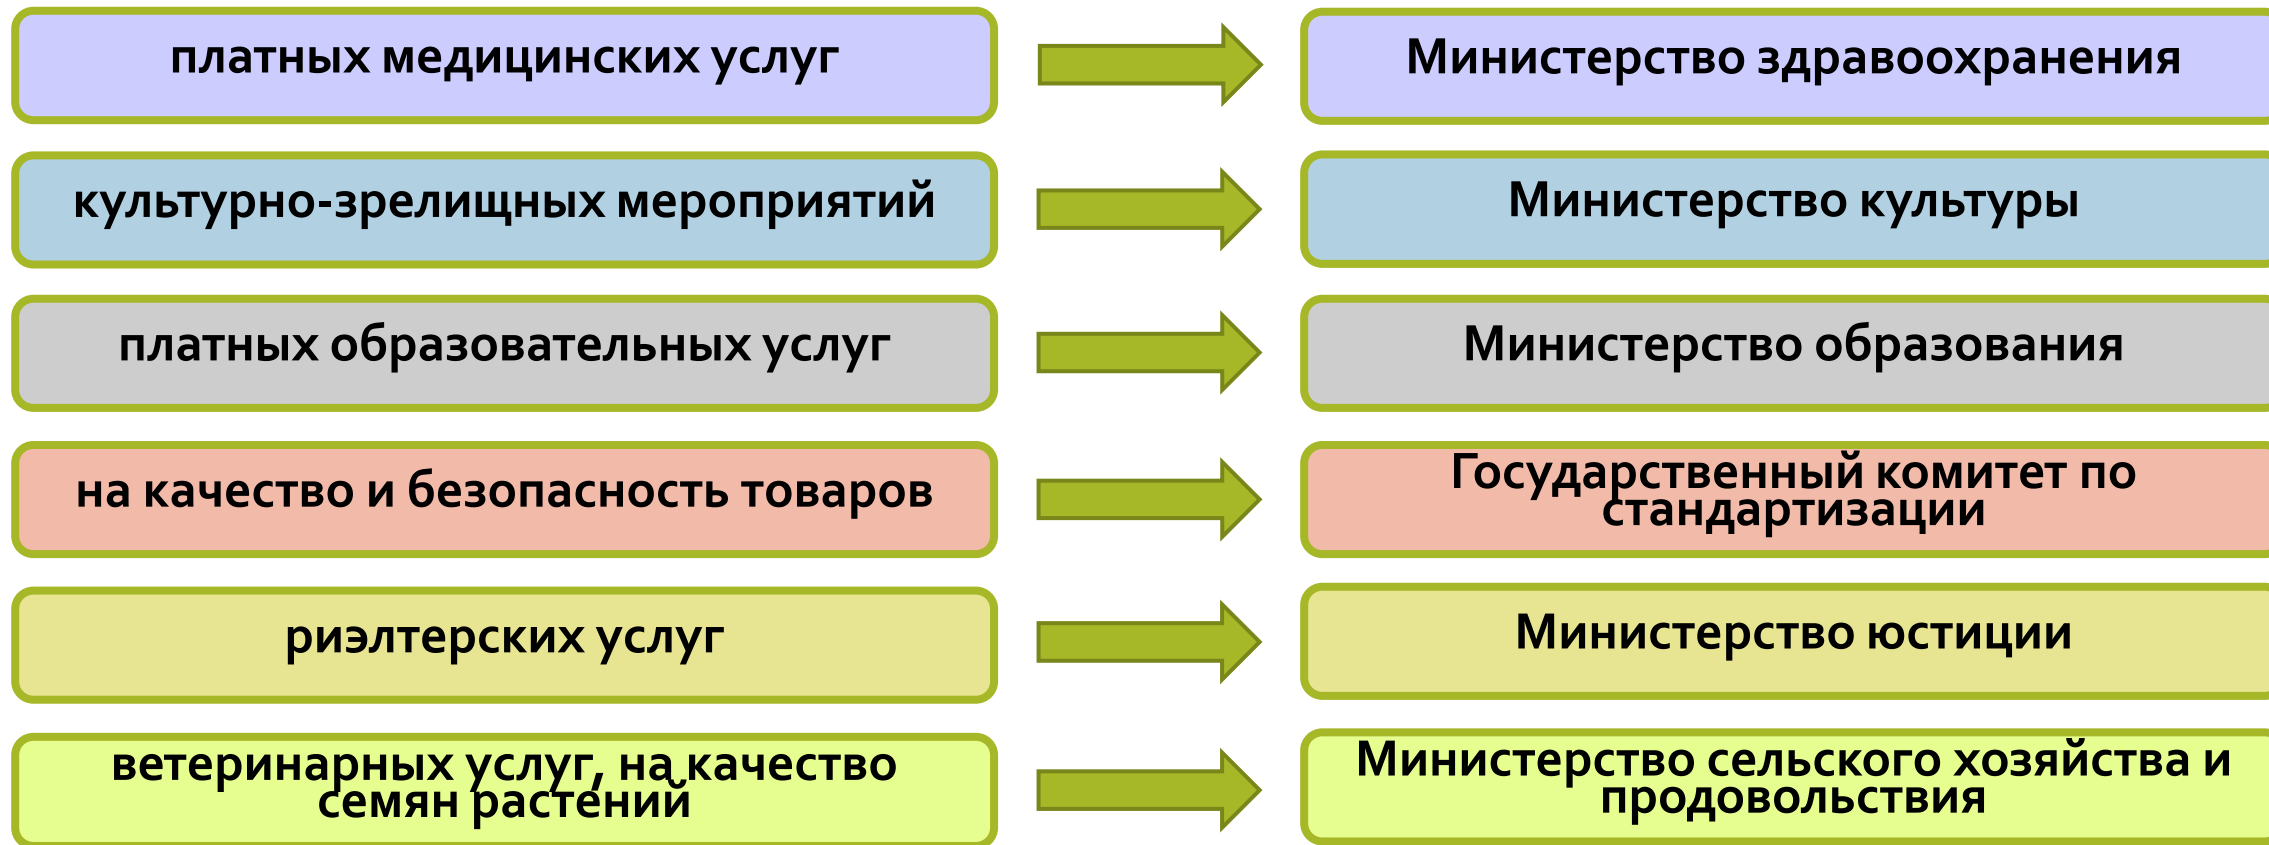 платных медицинских услуг
Министерство здравоохранения
культурно-зрелищных мероприятий
Министерство культуры
платных образовательных услуг
Министерство образования
на качество и безопасность товаров
Государственный комитет по
стандартизации
риэлтерских услуг
Министерство юстиции
ветеринарных услуг, на качество
семян растений
Министерство сельского хозяйства и
продовольствия